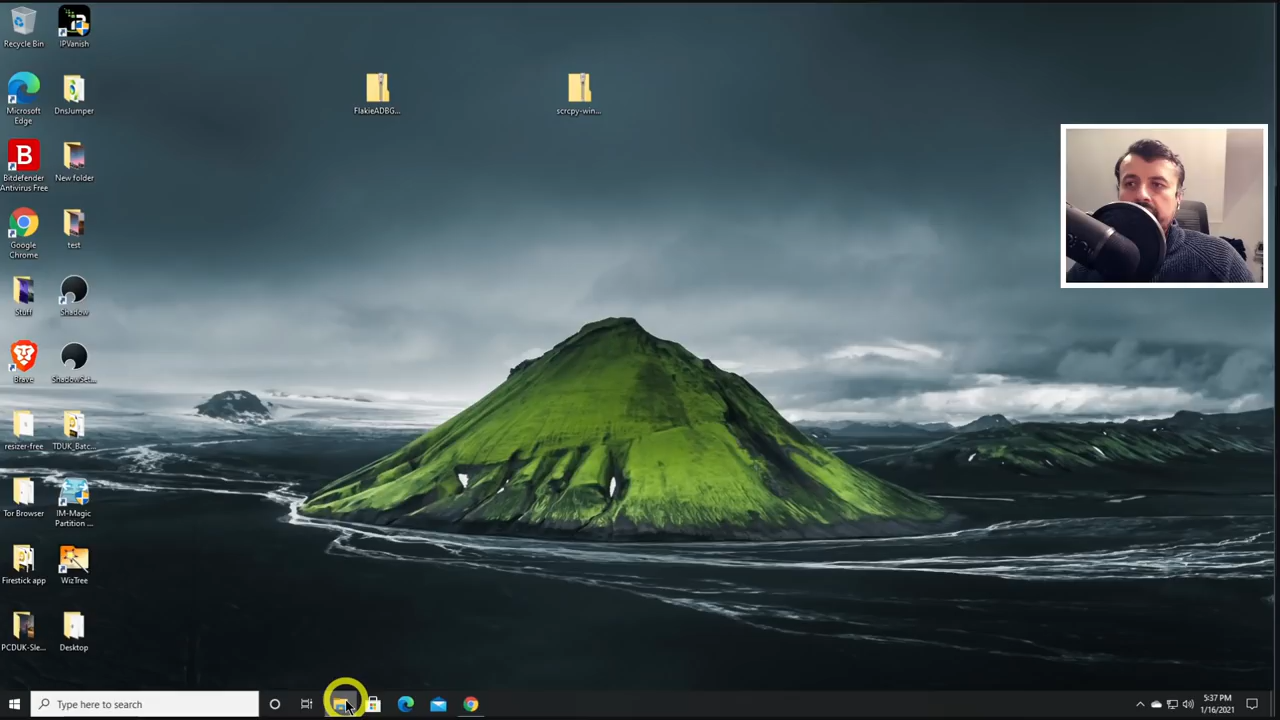 Recycle Bin
IPVanish
FlakieADBG...
scrcpy-win...
Microsoft
Edge
DnsJumper
B
Bitdefender
Antivirus Free
New folder
Google
Chrome
test
Stuff
Shadow
Brave
ShadowSet...
resizer-free
TDUK_Batc...
Tor Browser
IM-Magic
Partition ...
Firestick app
WizTree
PCDUK-Sle...
Desktop
Type here to search
5:37 PM
1/16/2021